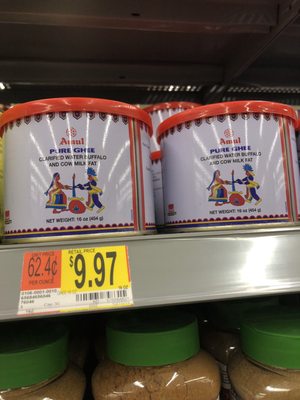 Amul
PURE GHEE
CLARIFIED WATER BUFFALO
AND COW MILK FAT
NET WEIGHT: 16 oz (454 g)
Amul
PURE GHEE
CLARIFIED WATER BUFFALO
AND COW MILK FAT
NET WEIGHT: 16 oz (454 g)
62.4¢
PER OUNCE
RETAIL PRICE
$9.97
16 OZ